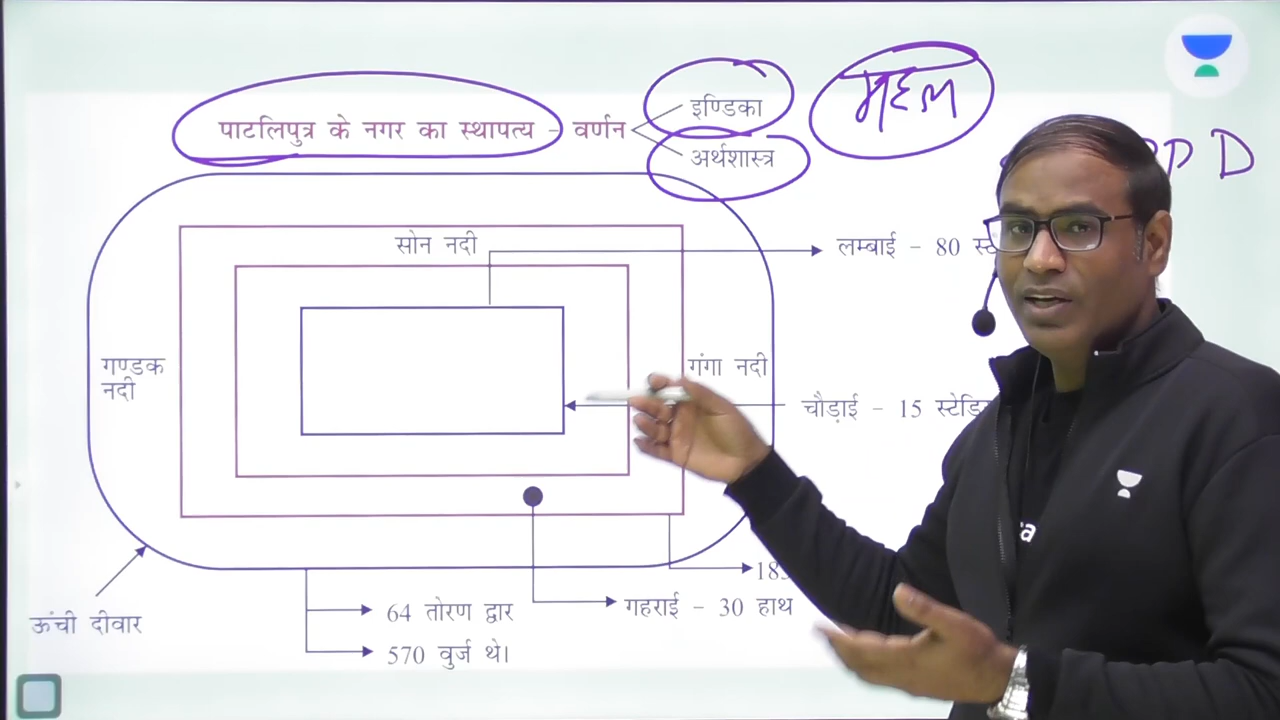 इण्डिका
महल
पाटलिपुत्र के नगर का स्थापत्य - वर्णन
अर्थशास्त्र
D
सोन नदी
लम्बाई - 80
गण्डक
नदी
गंगा नदी
चौड़ाई - 15
ऊंची दीवार
64 तोरण द्वार
गहराई - 30 हाथ
570 वुर्ज थे।